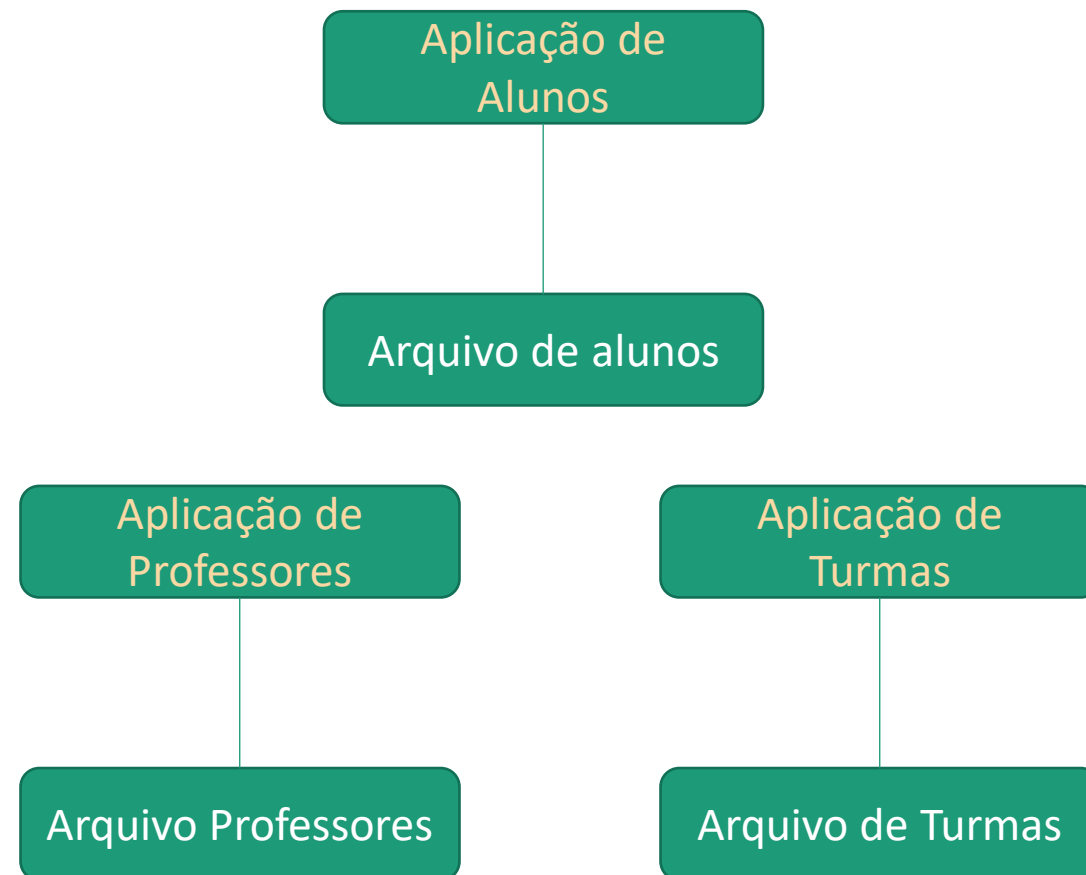 Aplicação de
Alunos
Arquivo de alunos
Aplicação de
Professores
Aplicação de
Turmas
Arquivo Professores
Arquivo de Turmas